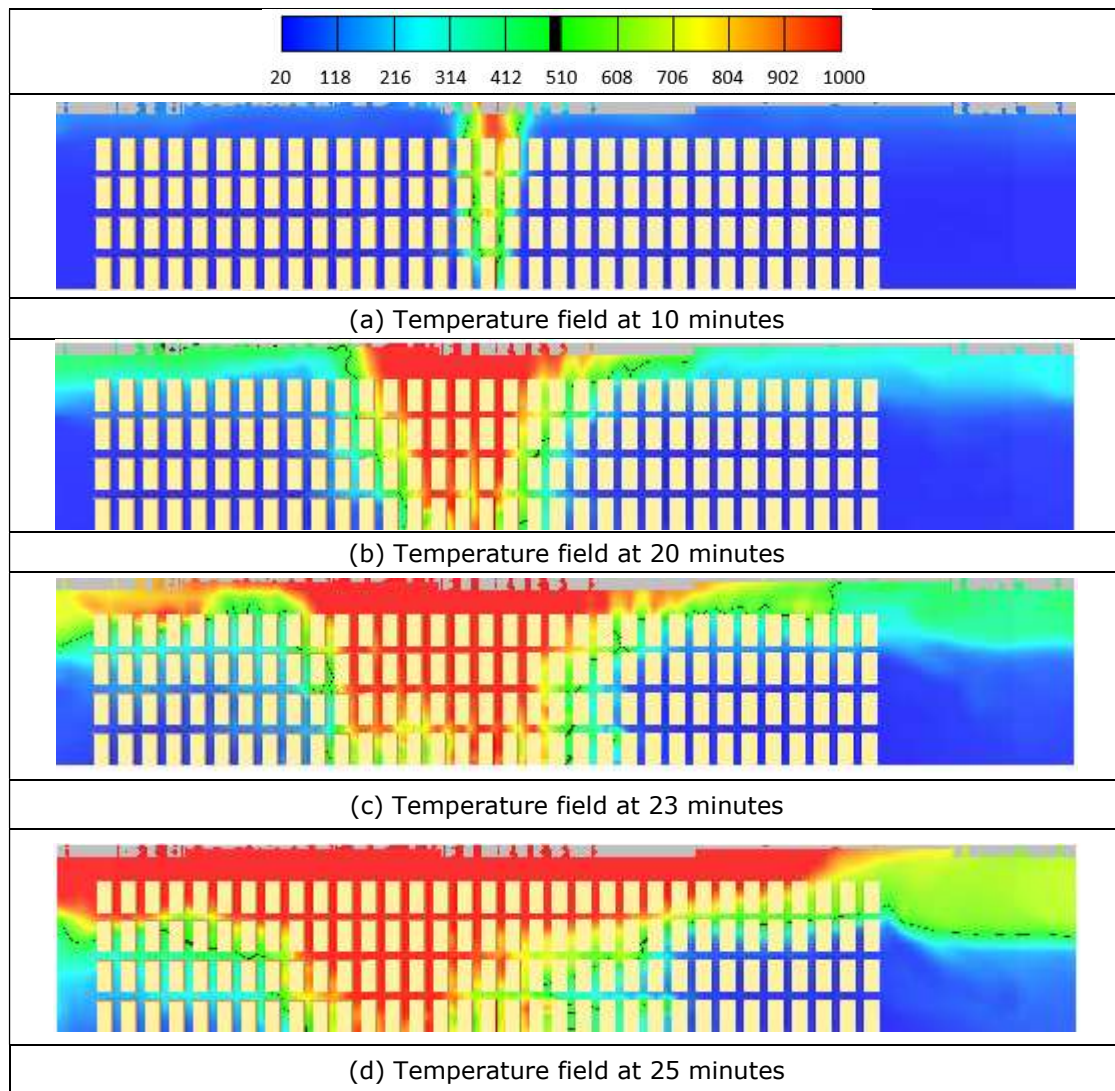 20 118 216 314 412 510 608 706 804 902 1000
(a) Temperature field at 10 minutes
(b) Temperature field at 20 minutes
(c) Temperature field at 23 minutes
(d) Temperature field at 25 minutes